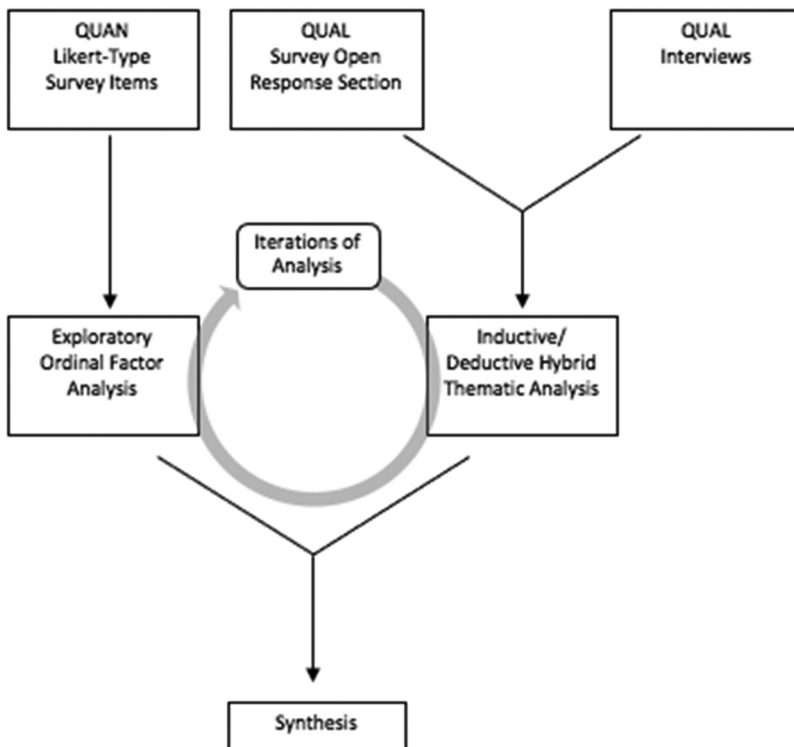 QUAN
Likert-Type
Survey Items
QUAL
Survey Open
Response Section
QUAL
Interviews
Iterations of
Analysis
Exploratory
Ordinal Factor
Analysis
Inductive/
Deductive Hybrid
Thematic Analysis
Synthesis